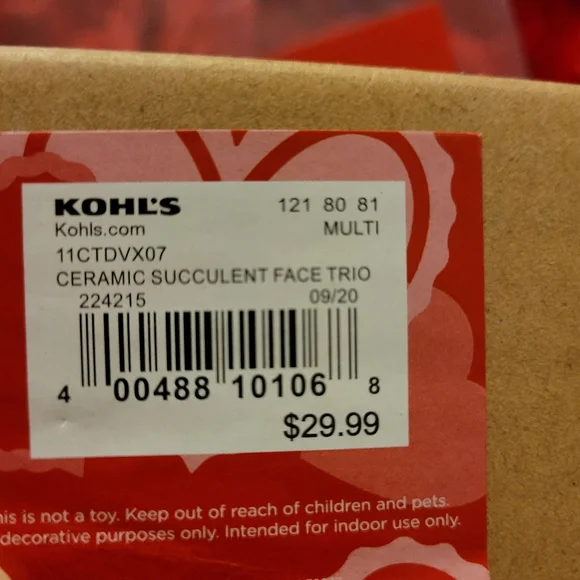 KOHL'S 121 80 81
Kohls.com MULTI
11CTDVX07
CERAMIC SUCCULENT FACE TRIO
224215 09/20
4 00488 10106 8
$29.99
is is not a toy. Keep out of reach of children and pets.
decorative purposes only. Intended for indoor use only.